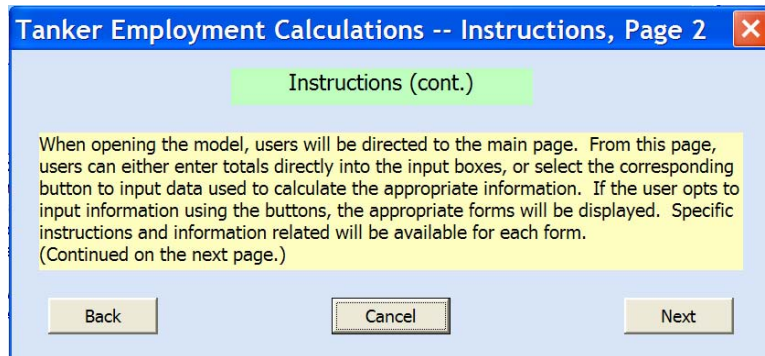 Tanker Employment Calculations -- Instructions, Page 2
Instructions (cont.)
When opening the model, users will be directed to the main page. From this page,
users can either enter totals directly into the input boxes, or select the corresponding
button to input data used to calculate the appropriate information. If the user opts to
input information using the buttons, the appropriate forms will be displayed. Specific
instructions and information related will be available for each form.
(Continued on the next page.)
Back
Cancel
Next